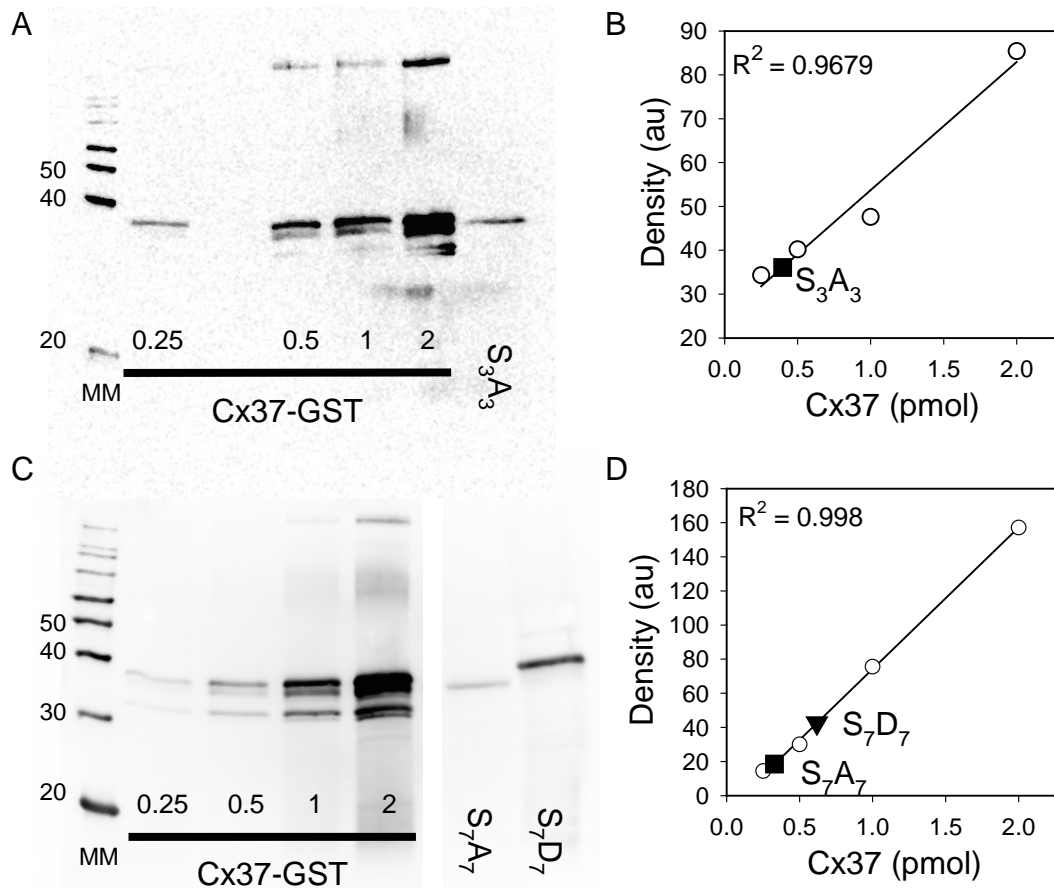 A
50
40
20
MM
0.25 0.5 1 2
Cx37-GST
S3A3
B
R2 = 0.9679
Density (au)
90
80
70
60
50
40
30
20
S3A3
0.0 0.5 1.0 1.5 2.0
Cx37 (pmol)
C
50
40
30
20
MM
0.25 0.5 1 2
Cx37-GST
S7A7
S7D7
D
R2 = 0.998
Density (au)
180
160
140
120
100
80
60
40
20
0
S7D7
S7A7
0.0 0.5 1.0 1.5 2.0
Cx37 (pmol)